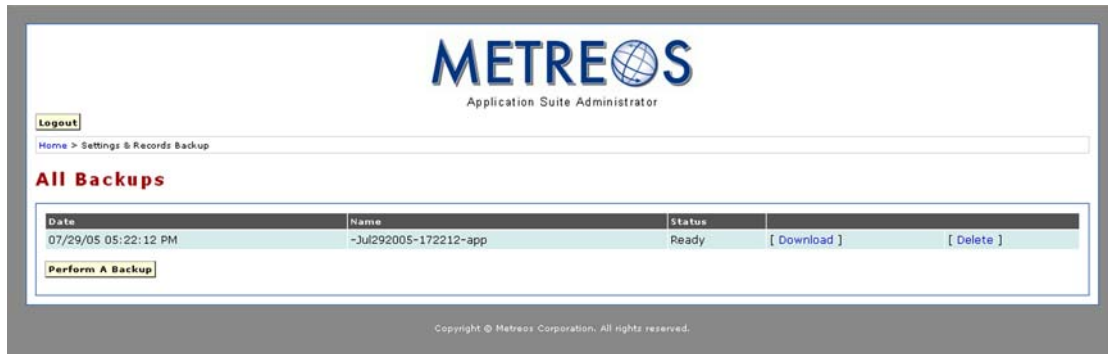 METREOS
Application Suite Administrator
Logout
Home > Settings & Records Backup
All Backups
Date Name Status
07/29/05 05:22:12 PM -Jul292005-172212-app Ready [ Download ] [ Delete ]
Perform A Backup
Copyright © Metreos Corporation. All rights reserved.